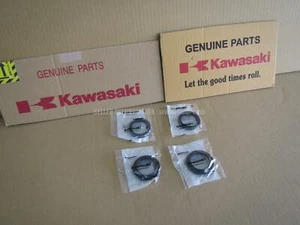 GENUINE PARTS
Kawasaki
GENUINE PARTS
Kawasaki
Let the good times roll.